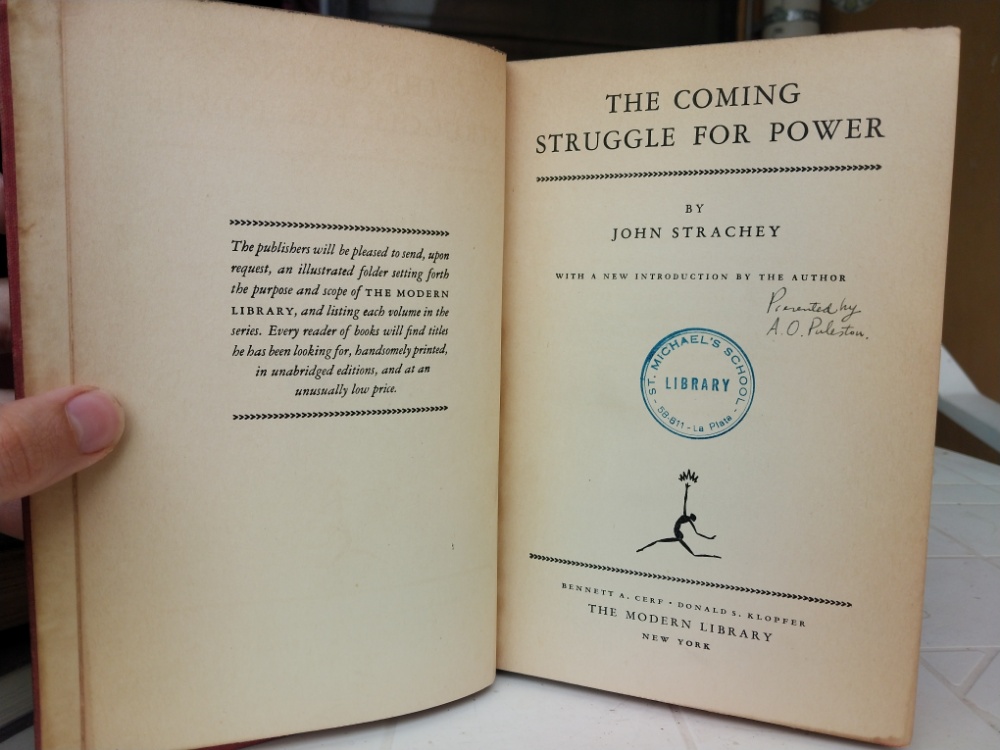 The publishers will be pleased to send, upon
request, an illustrated folder setting forth
the purpose and scope of THE MODERN
LIBRARY, and listing each volume in the
series. Every reader of books will find titles
he has been looking for, handsomely printed,
in unabridged editions, and at an
unusually low price.
THE COMING
STRUGGLE FOR POWER
BY
JOHN STRACHEY
WITH A NEW INTRODUCTION BY THE AUTHOR
Presented by
A. O. Puleston.
ST. MICHAEL'S SCHOOL
LIBRARY
- 58-811 - La Plata -
BENNETT A. CERF • DONALD S. KLOPFER
THE MODERN LIBRARY
NEW YORK